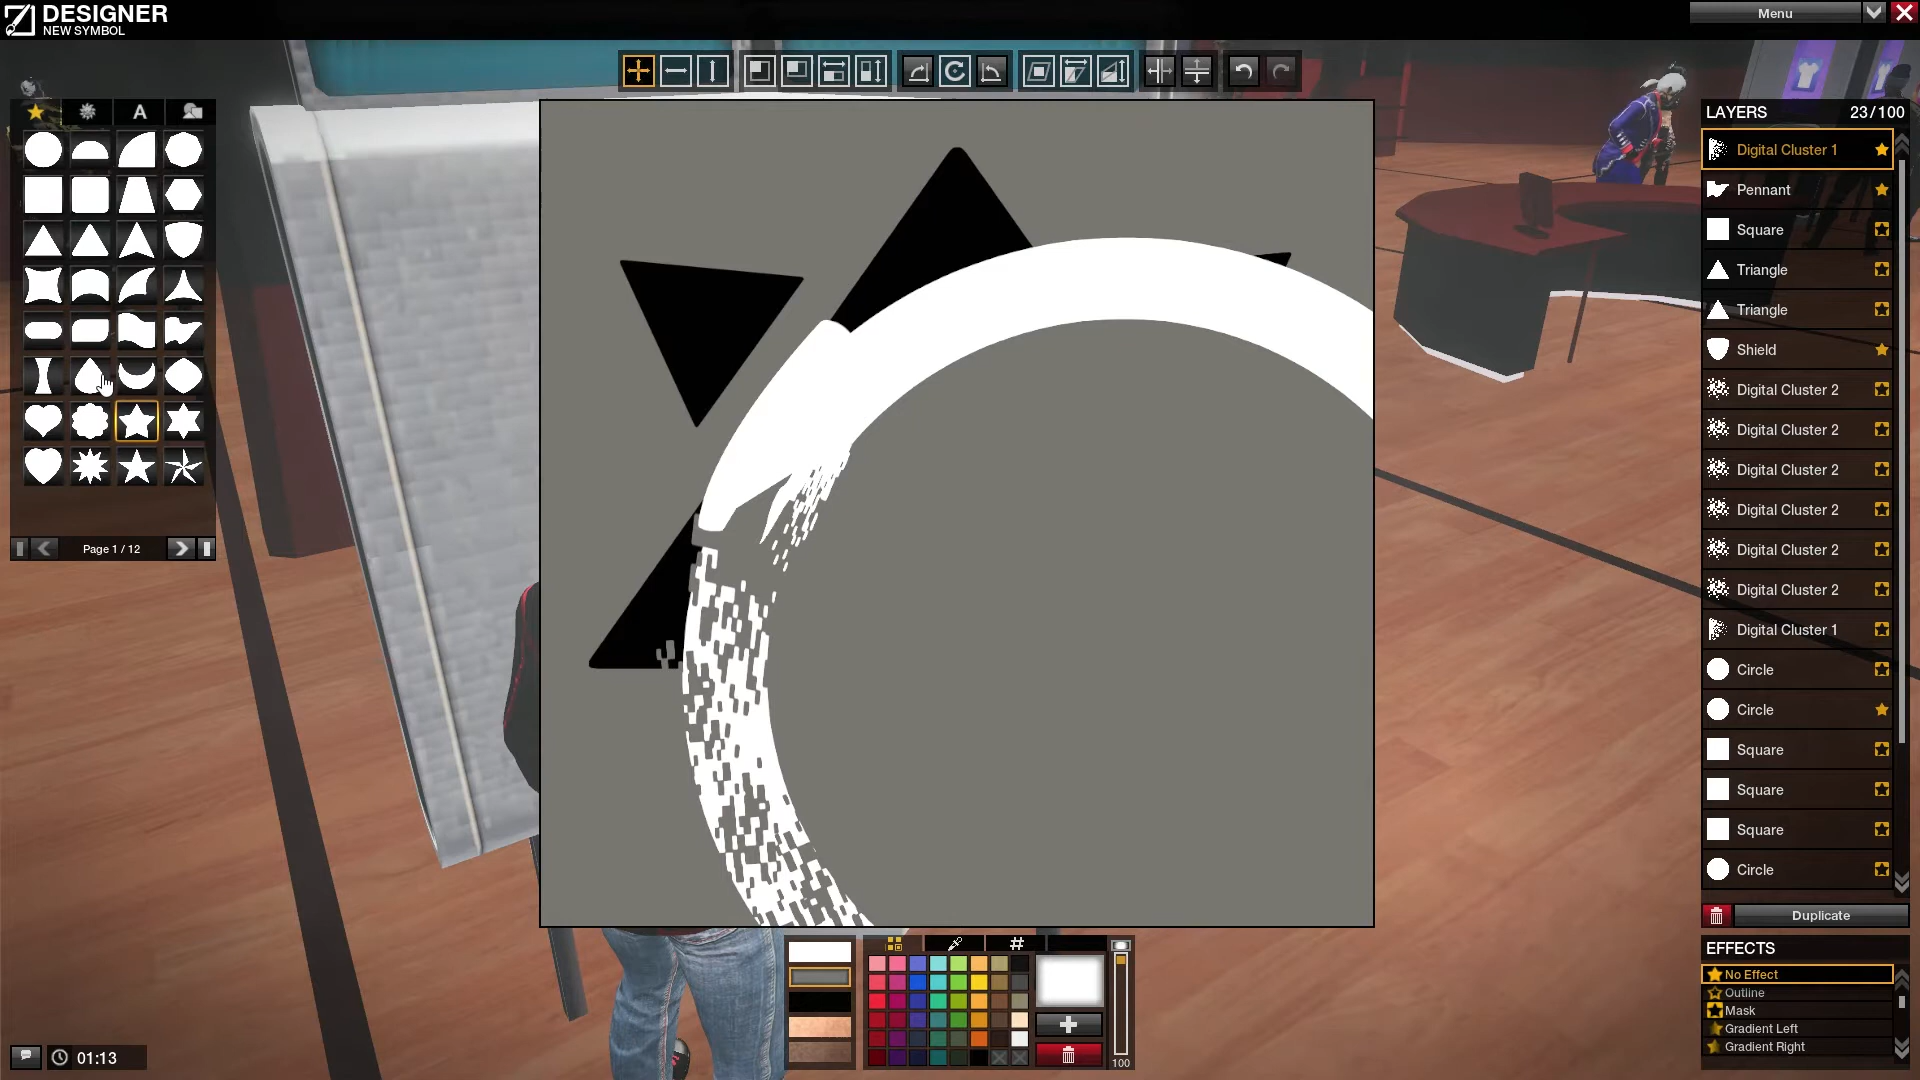 DESIGNER
NEW SYMBOL
Menu
A
Page 1 / 12
LAYERS 23/100
Digital Cluster 1
Pennant
Square
Triangle
Triangle
Shield
Digital Cluster 2
Digital Cluster 2
Digital Cluster 2
Digital Cluster 2
Digital Cluster 2
Digital Cluster 2
Digital Cluster 1
Circle
Circle
Square
Square
Square
Circle
Duplicate
EFFECTS
No Effect
Outline
Mask
Gradient Left
Gradient Right
#
100
01:13